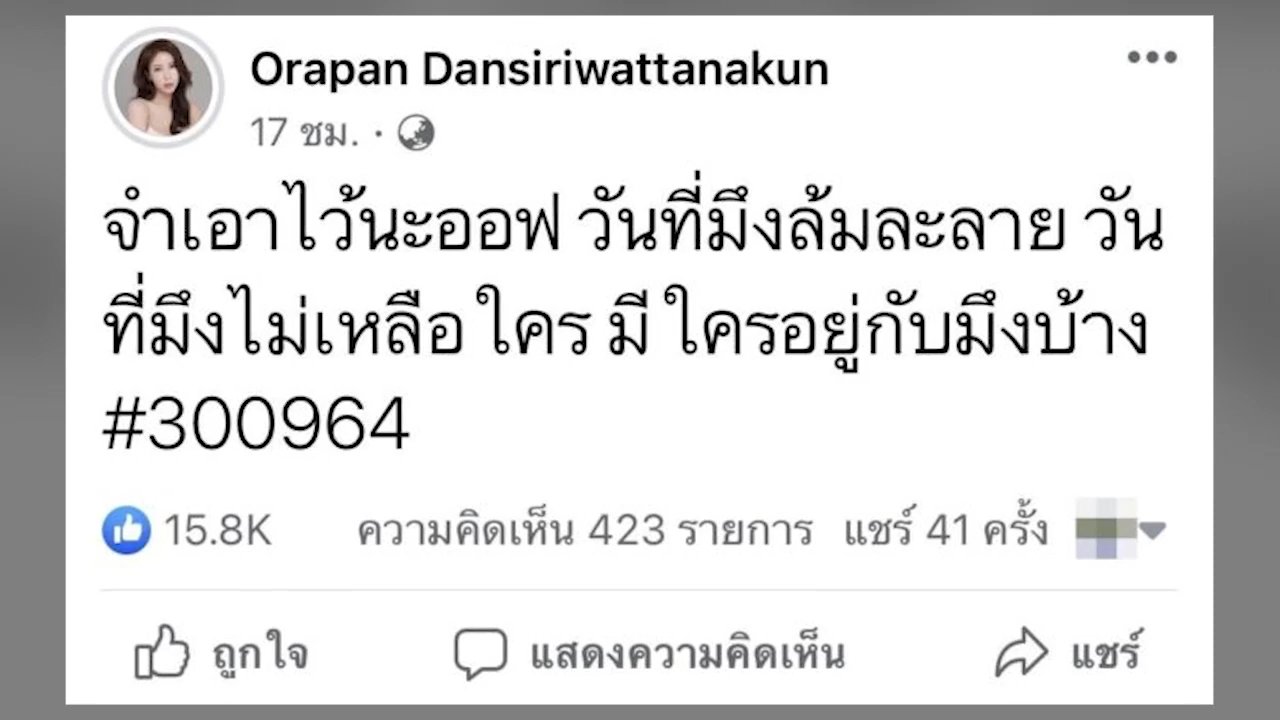 Orapan Dansiriwattanakun
17 ชม. ·
จำเอาไว้นะออฟ วันที่มึงล้มละลาย วัน
ที่มึงไม่เหลือใคร มีใครอยู่กับมึงบ้าง
#300964
15.8K ความคิดเห็น 423 รายการ แชร์ 41 ครั้ง
ถูกใจ แสดงความคิดเห็น แชร์